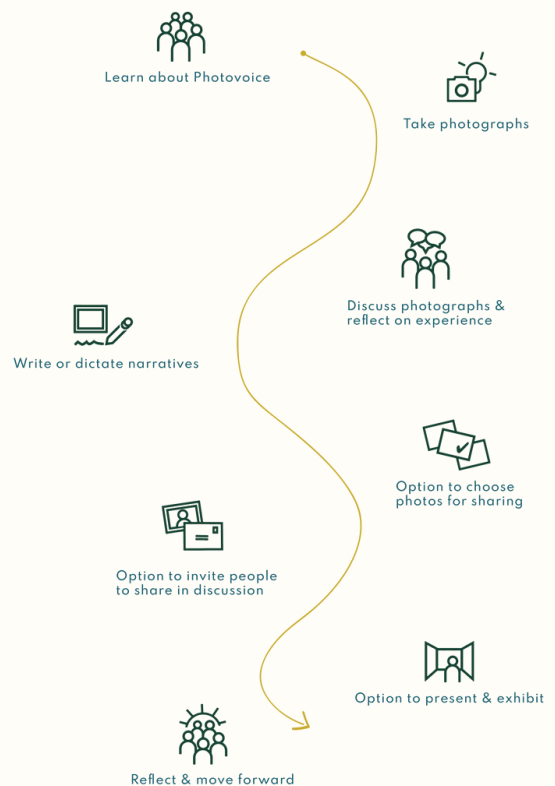 Learn about Photovoice
Take photographs
Discuss photographs &
reflect on experience
Write or dictate narratives
Option to choose
photos for sharing
Option to invite people
to share in discussion
Option to present & exhibit
Reflect & move forward